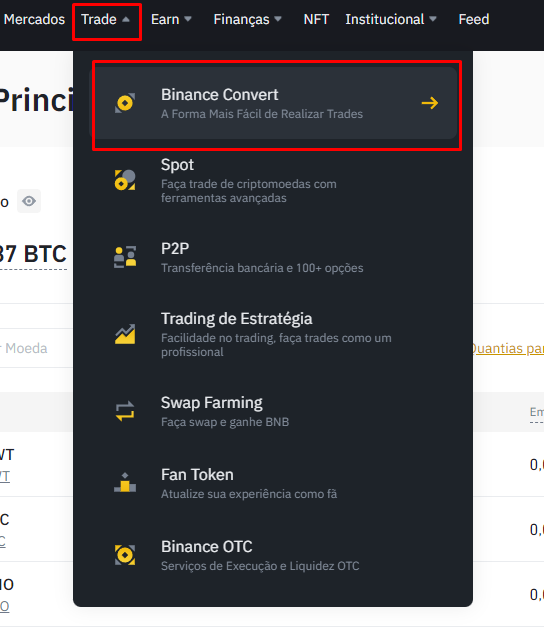 Mercados Trade Earn Finanças NFT Institucional Feed
Princi
Binance Convert
A Forma Mais Fácil de Realizar Trades
Spot
Faça trade de criptomoedas com
ferramentas avançadas
o
37 BTC
P2P
Transferência bancária e 100+ opções
Trading de Estratégia
Facilidade no trading, faça trades como um
profissional
r Moeda
Quantias par
Swap Farming
Faça swap e ganhe BNB
Em
WT
WT
0,0
Fan Token
Atualize sua experiência como fã
C
C
0,0
Binance OTC
Serviços de Execução e Liquidez OTC
IO
O
0,0